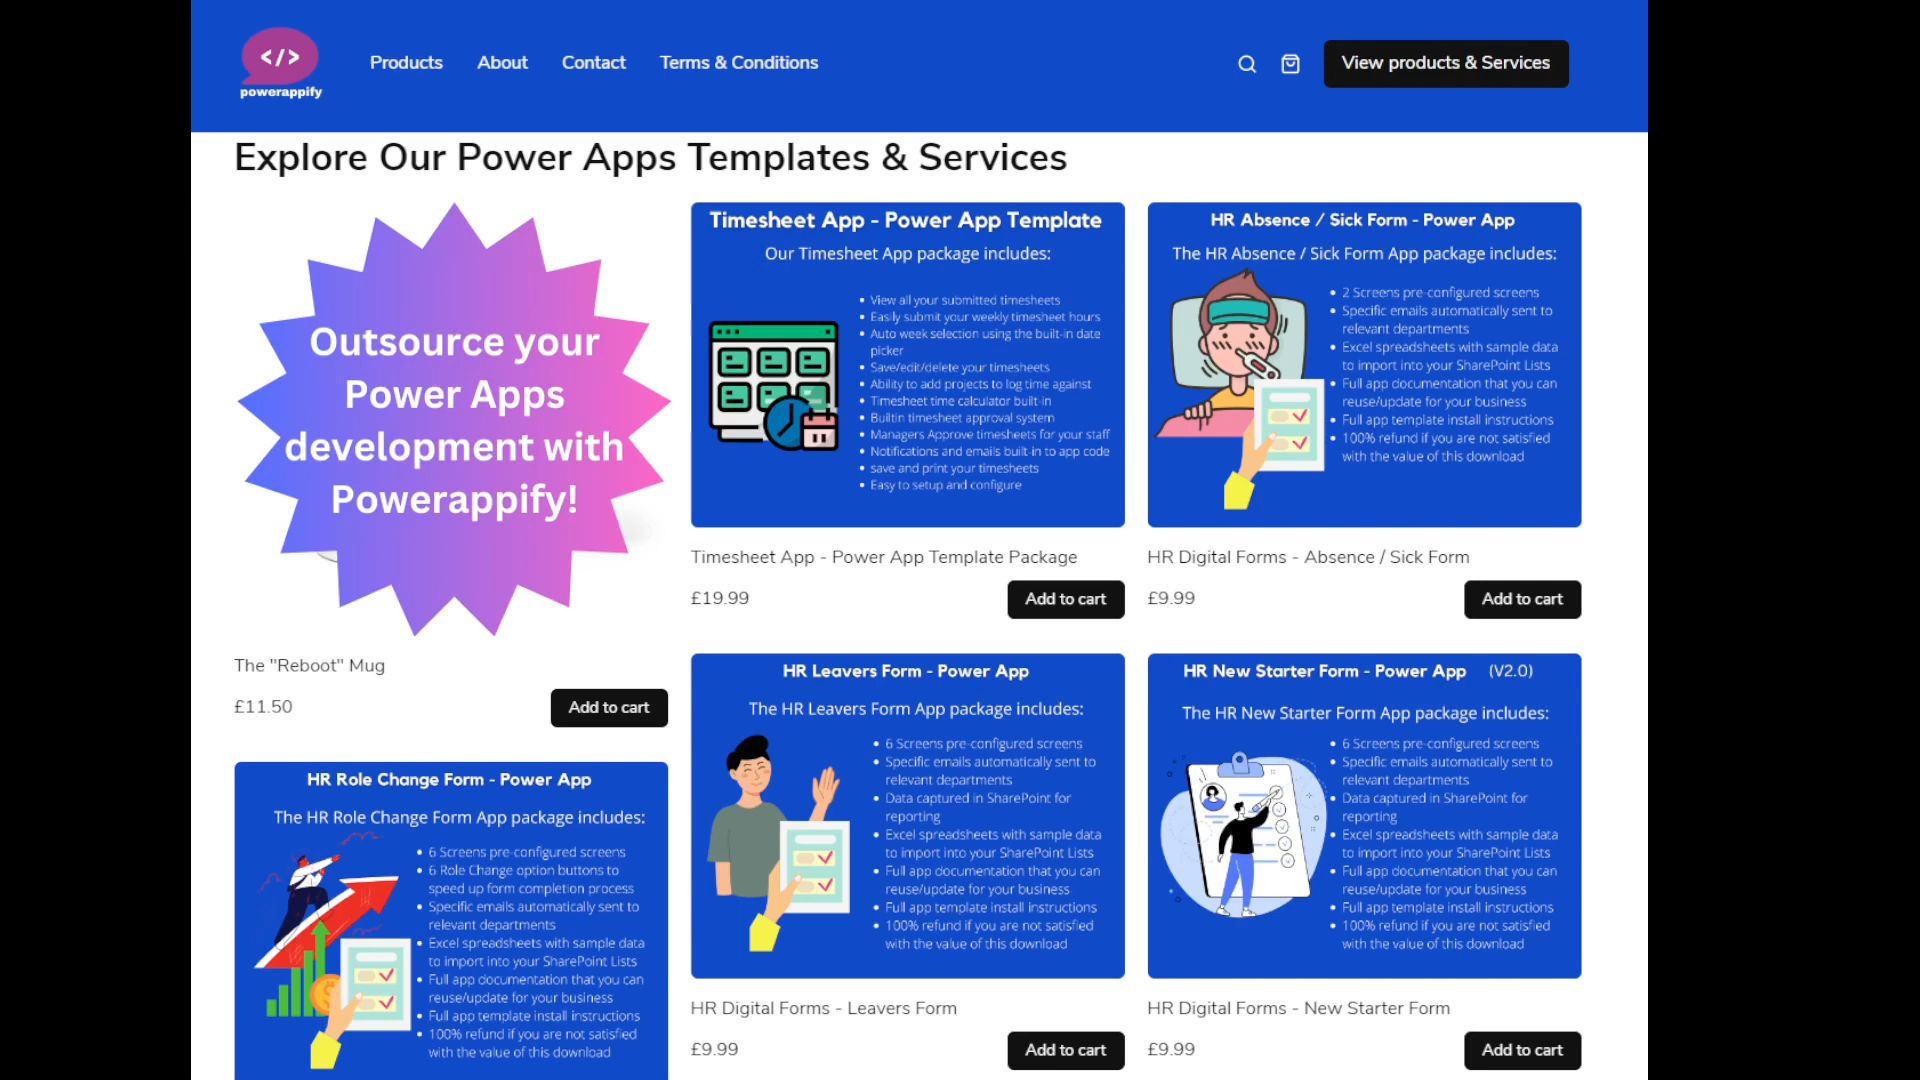 </>
powerappify
Products
About
Contact
Terms & Conditions
View products & Services
Explore Our Power Apps Templates & Services
Outsource your
Power Apps
development with
Powerappify!
The "Reboot" Mug
£11.50
Add to cart
HR Role Change Form - Power App
The HR Role Change Form App package includes:
• 6 Screens pre-configured screens
• 6 Role Change option buttons to
speed up form completion process
• Specific emails automatically sent to
relevant departments
• Excel spreadsheets with sample data
to import into your SharePoint Lists
• Full app documentation that you can
reuse/update for your business
• Full app template install instructions
• 100% refund if you are not satisfied
with the value of this download
Timesheet App - Power App Template
Our Timesheet App package includes:
• View all your submitted timesheets
• Easily submit your weekly timesheet hours
• Auto week selection using the built-in date
picker
• Save/edit/delete your timesheets
• Ability to add projects to log time against
• Timesheet time calculator built-in
• Builtin timesheet approval system
• Managers Approve timesheets for your staff
• Notifications and emails built-in to app code
• save and print your timesheets
• Easy to setup and configure
Timesheet App - Power App Template Package
£19.99
Add to cart
HR Leavers Form - Power App
The HR Leavers Form App package includes:
• 6 Screens pre-configured screens
• Specific emails automatically sent to
relevant departments
• Data captured in SharePoint for
reporting
• Excel spreadsheets with sample data
to import into your SharePoint Lists
• Full app documentation that you can
reuse/update for your business
• Full app template install instructions
• 100% refund if you are not satisfied
with the value of this download
HR Digital Forms - Leavers Form
£9.99
Add to cart
HR Absence / Sick Form - Power App
The HR Absence / Sick Form App package includes:
• 2 Screens pre-configured screens
• Specific emails automatically sent to
relevant departments
• Excel spreadsheets with sample data
to import into your SharePoint Lists
• Full app documentation that you can
reuse/update for your business
• Full app template install instructions
• 100% refund if you are not satisfied
with the value of this download
HR Digital Forms - Absence / Sick Form
£9.99
Add to cart
HR New Starter Form - Power App (V2.0)
The HR New Starter Form App package includes:
• 6 Screens pre-configured screens
• Specific emails automatically sent to
relevant departments
• Data captured in SharePoint for
reporting
• Excel spreadsheets with sample data
to import into your SharePoint Lists
• Full app documentation that you can
reuse/update for your business
• Full app template install instructions
• 100% refund if you are not satisfied
with the value of this download
HR Digital Forms - New Starter Form
£9.99
Add to cart